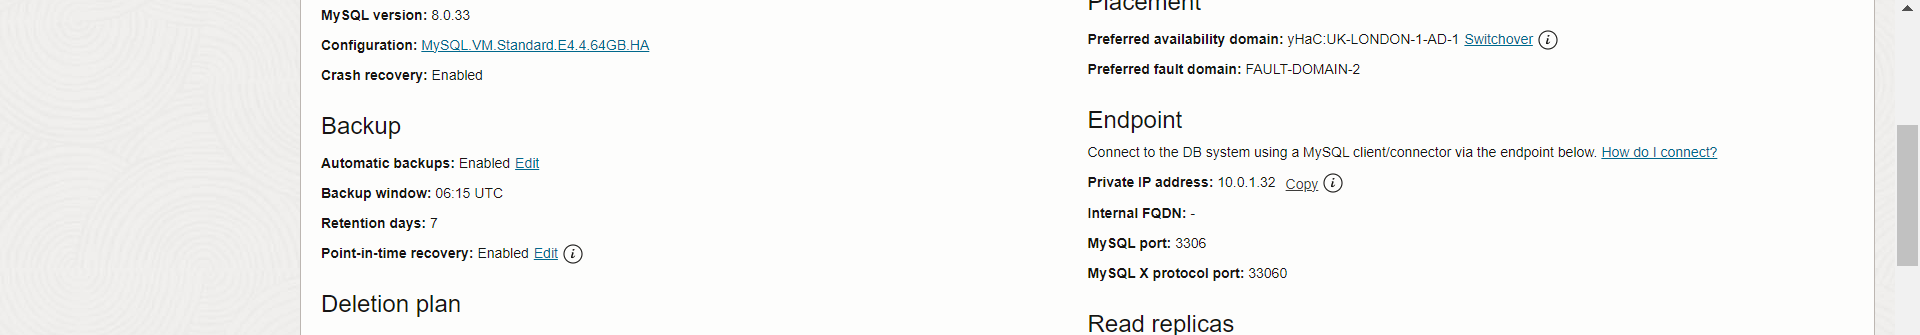 MySQL version: 8.0.33
Configuration: MySQL.VM.Standard.E4.4.64GB.HA
Crash recovery: Enabled
Backup
Automatic backups: Enabled Edit
Backup window: 06:15 UTC
Retention days: 7
Point-in-time recovery: Enabled Edit
Deletion plan
Placement
Preferred availability domain: yHaC:UK-LONDON-1-AD-1 Switchover
Preferred fault domain: FAULT-DOMAIN-2
Endpoint
Connect to the DB system using a MySQL client/connector via the endpoint below. How do I connect?
Private IP address: 10.0.1.32 Copy
Internal FQDN: -
MySQL port: 3306
MySQL X protocol port: 33060
Read replicas